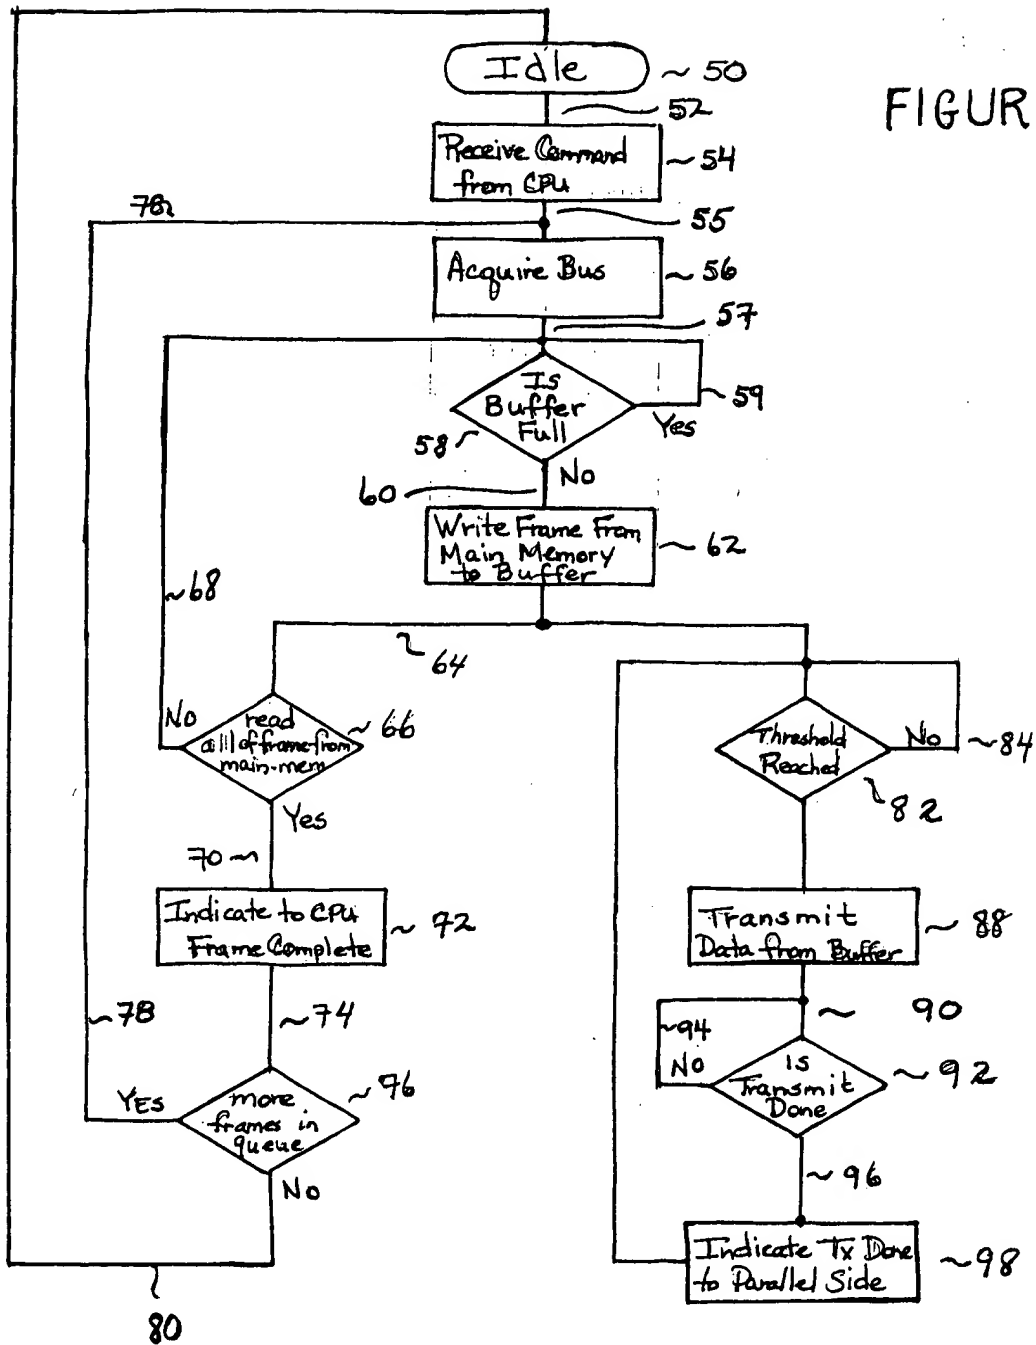 Idle
~ 50
FIGUR
52
Receive Command
from CPU
~ 54
78
55
Acquire Bus
~ 56
57
Is
Buffer
Full
58
Yes
59
No
60
Write Frame From
Main Memory
to Buffer
~ 62
~68
64
No
read
all of frame from
main-mem
~ 66
Threshold
Reached
No
~ 84
82
Yes
70 ~
Indicate to CPU
Frame Complete
~ 72
Transmit
Data from Buffer
~ 88
~78
~ 74
~94
~ 90
No
Is
Transmit
Done
~ 92
YES
more
frames in
queue
~ 76
No
~ 96
Indicate Tx Done
to Parallel Side
~98
80